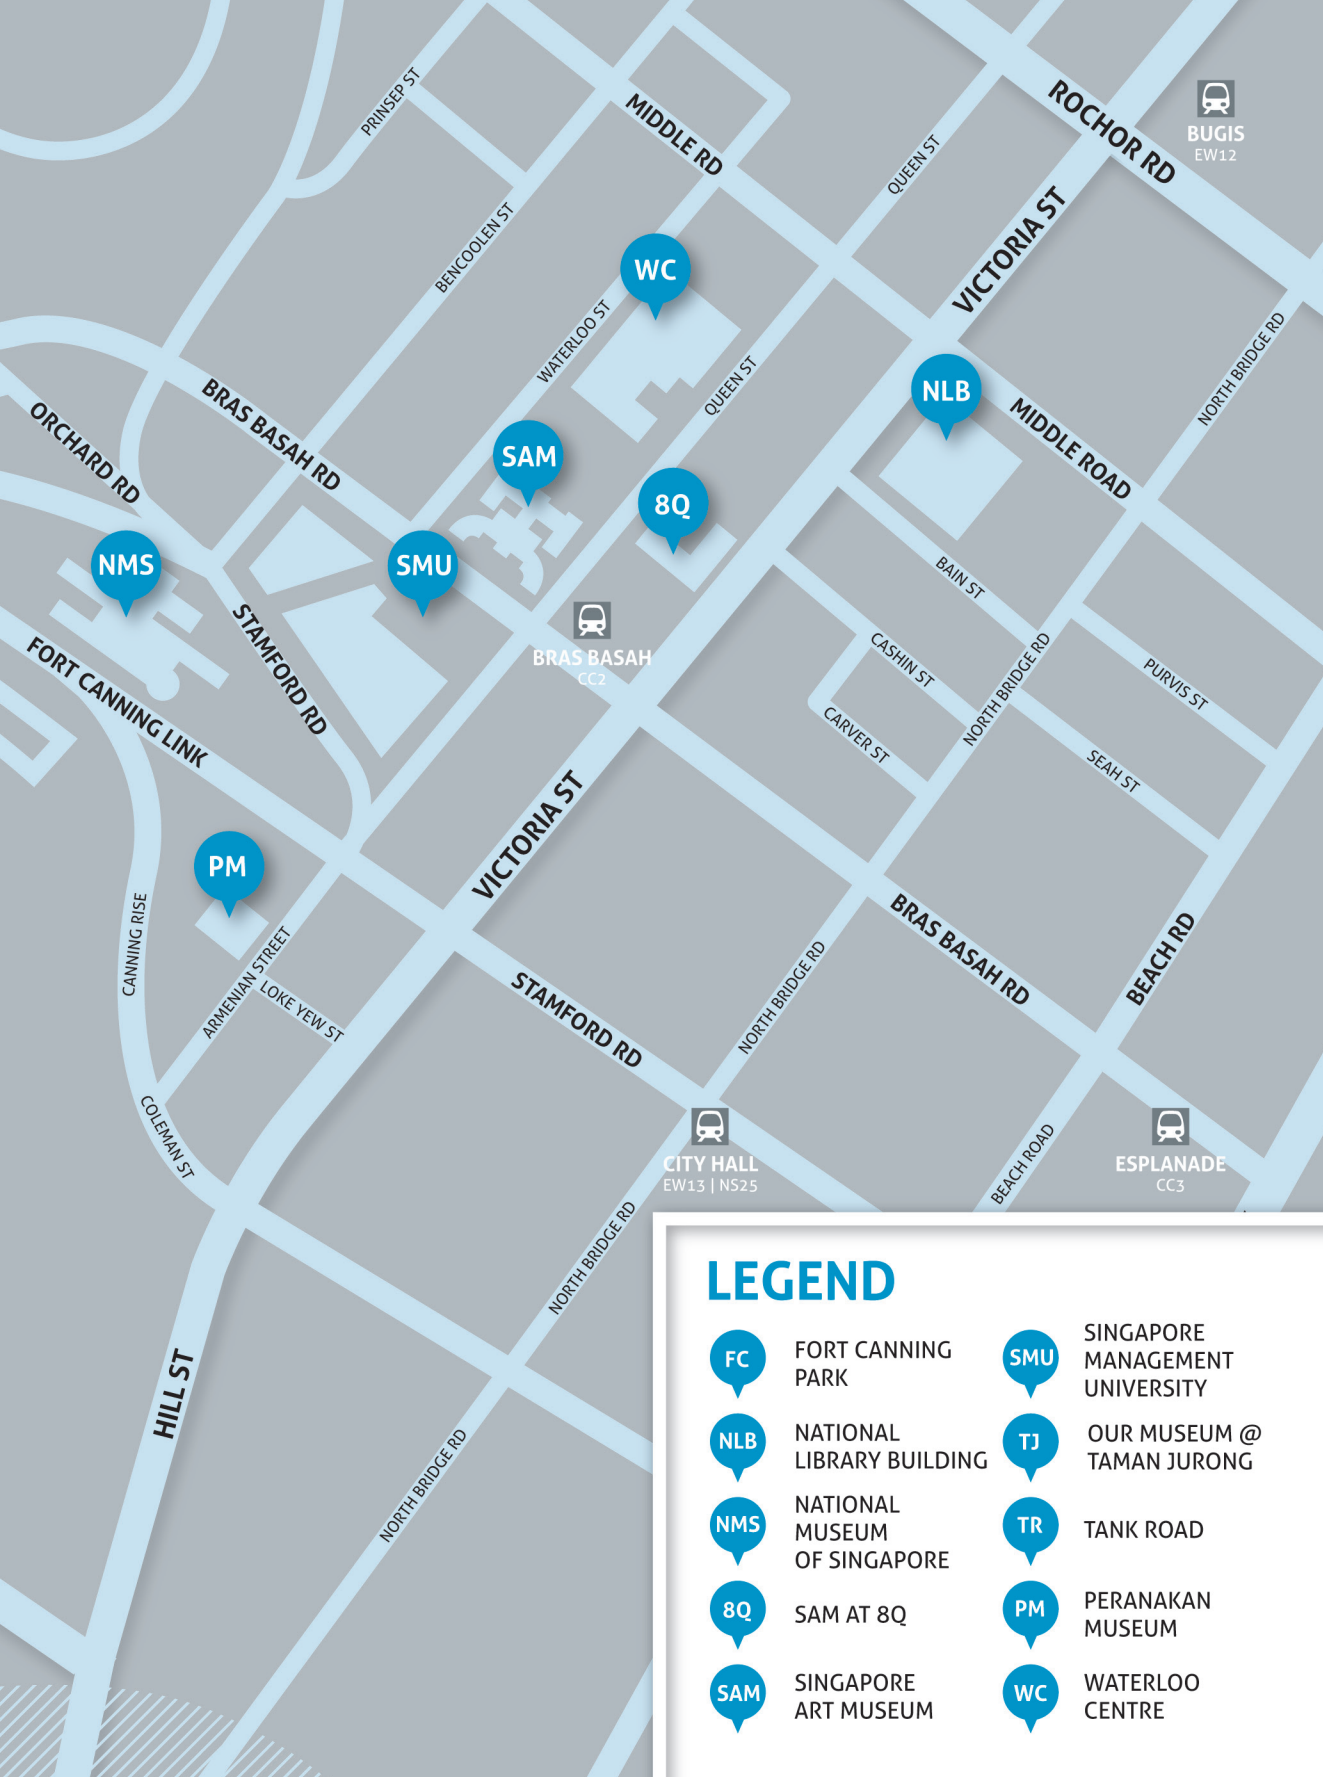 PRINSEP ST
MIDDLE RD
ROCHOR RD
BUGIS
EW12
QUEEN ST
VICTORIA ST
BENCOOLEN ST
WC
WATERLOO ST
NORTH BRIDGE RD
QUEEN ST
NLB
BRAS BASAH RD
ORCHARD RD
MIDDLE ROAD
SAM
8Q
NMS
SMU
BAIN ST
STAMFORD RD
BRAS BASAH
CC2
CASHIN ST
NORTH BRIDGE RD
PURVIS ST
FORT CANNING LINK
CARVER ST
SEAH ST
VICTORIA ST
PM
CANNING RISE
ARMENIAN STREET
LOKE YEW ST
BRAS BASAH RD
BEACH RD
STAMFORD RD
NORTH BRIDGE RD
COLEMAN ST
CITY HALL
EW13 | NS25
BEACH ROAD
ESPLANADE
CC3
NORTH BRIDGE RD
HILL ST
NORTH BRIDGE RD
LEGEND
FC
FORT CANNING
PARK
NLB
NATIONAL
LIBRARY BUILDING
NMS
NATIONAL
MUSEUM
OF SINGAPORE
8Q
SAM AT 8Q
SAM
SINGAPORE
ART MUSEUM
SMU
SINGAPORE
MANAGEMENT
UNIVERSITY
TJ
OUR MUSEUM @
TAMAN JURONG
TR
TANK ROAD
PM
PERANAKAN
MUSEUM
WC
WATERLOO
CENTRE